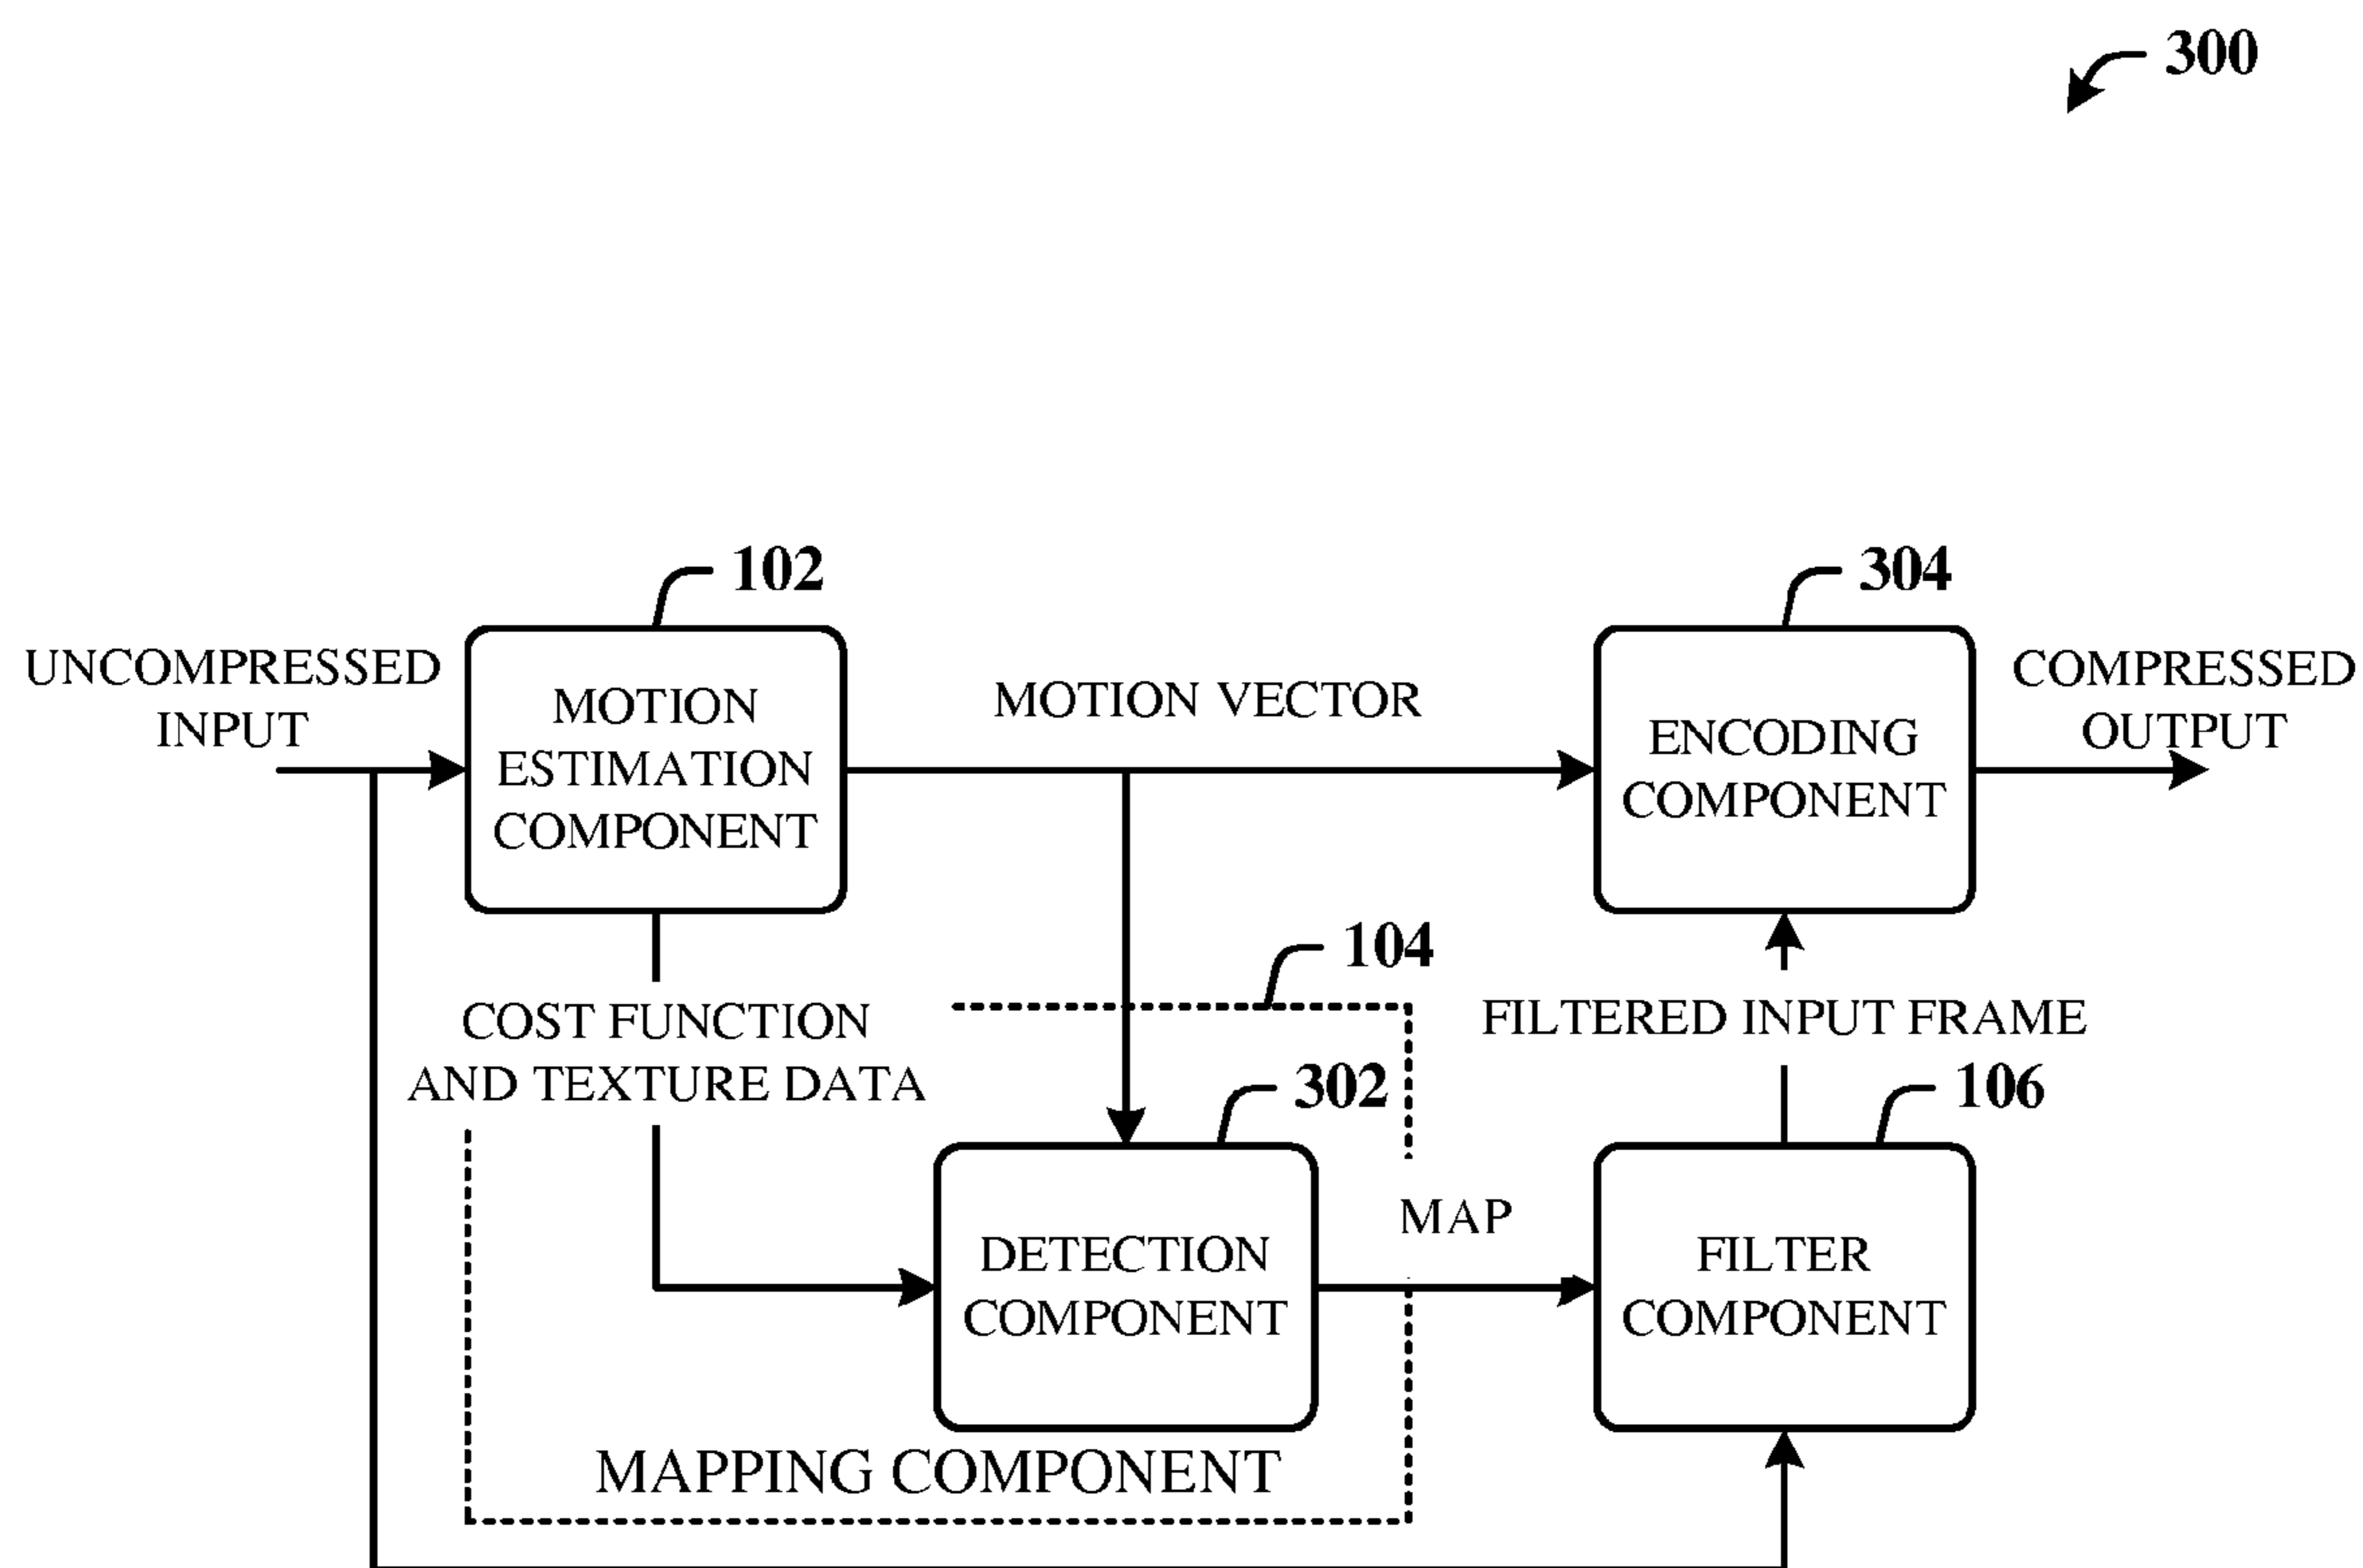 300
102
304
UNCOMPRESSED
INPUT
MOTION
ESTIMATION
COMPONENT
MOTION VECTOR
ENCODING
COMPONENT
COMPRESSED
OUTPUT
104
COST FUNCTION
AND TEXTURE DATA
FILTERED INPUT FRAME
302
106
MAP
DETECTION
COMPONENT
FILTER
COMPONENT
MAPPING COMPONENT